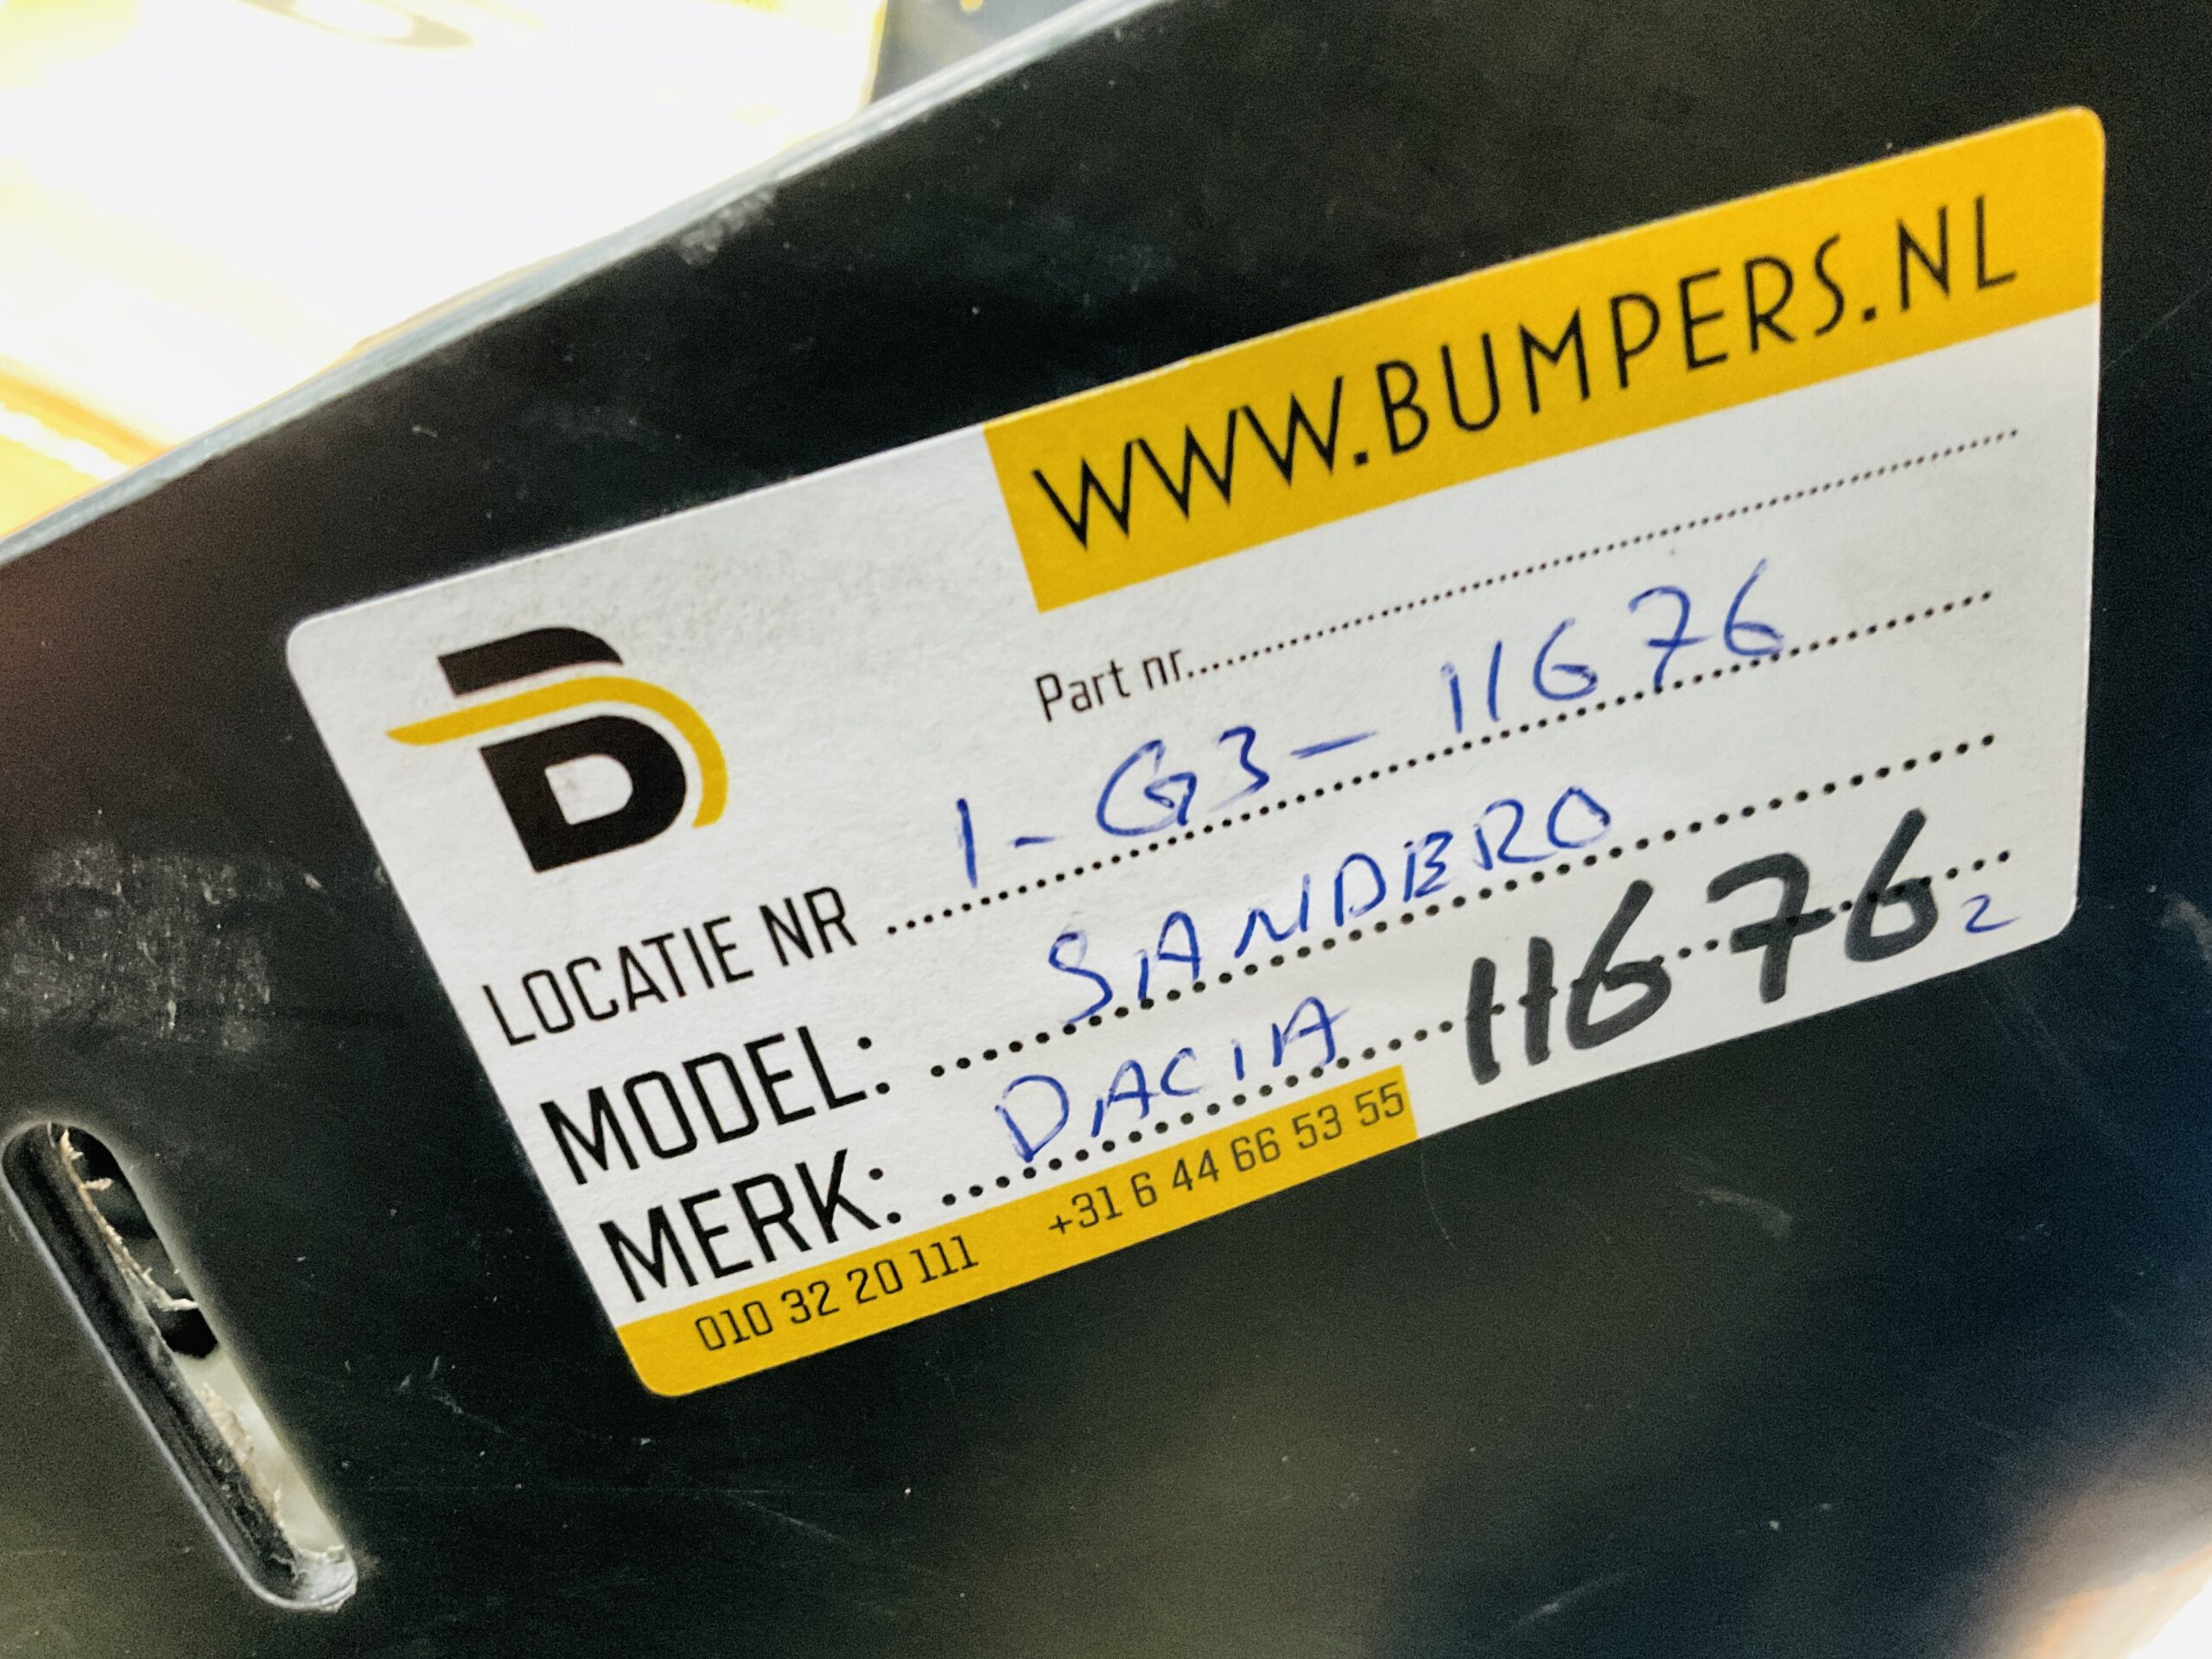 WWW.BUMPERS.NL
Part nr..............
LOCATIE NR 1-G3-11676
MODEL: SANDERO
MERK: DACIA 11676 2
010 32 20 111 +31 6 44 66 53 55